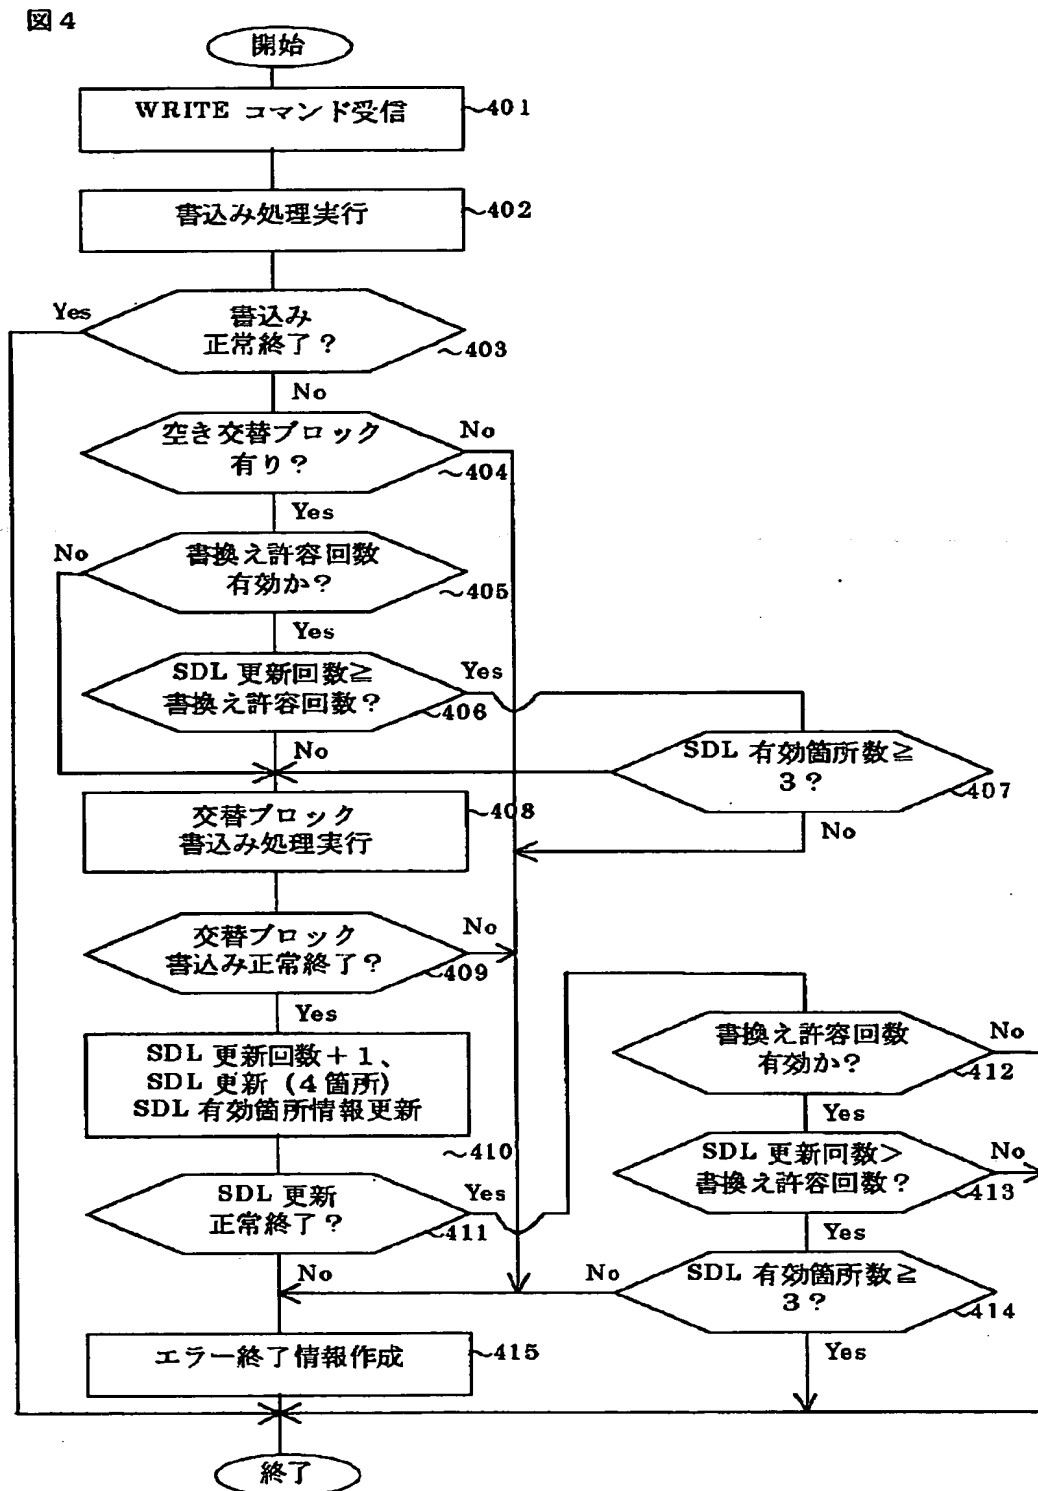 図4
開始
WRITE コマンド受信
～401
書込み処理実行
～402
Yes
書込み
正常終了？
～403
No
空き交替ブロック
有り？
No
～404
Yes
No
書換え許容回数
有効か？
～405
Yes
SDL 更新回数≧
書換え許容回数？
Yes
～406
No
SDL 有効箇所数≧
3？
～407
No
交替ブロック
書込み処理実行
～408
交替ブロック
書込み正常終了？
No
～409
Yes
SDL 更新回数＋1、
SDL 更新（4箇所）
SDL 有効箇所情報更新
～410
書換え許容回数
有効か？
No
～412
Yes
SDL 更新
正常終了？
Yes
～411
No
SDL 更新回数＞
書換え許容回数？
No
～413
Yes
No
SDL 有効箇所数≧
3？
～414
Yes
エラー終了情報作成
～415
終了